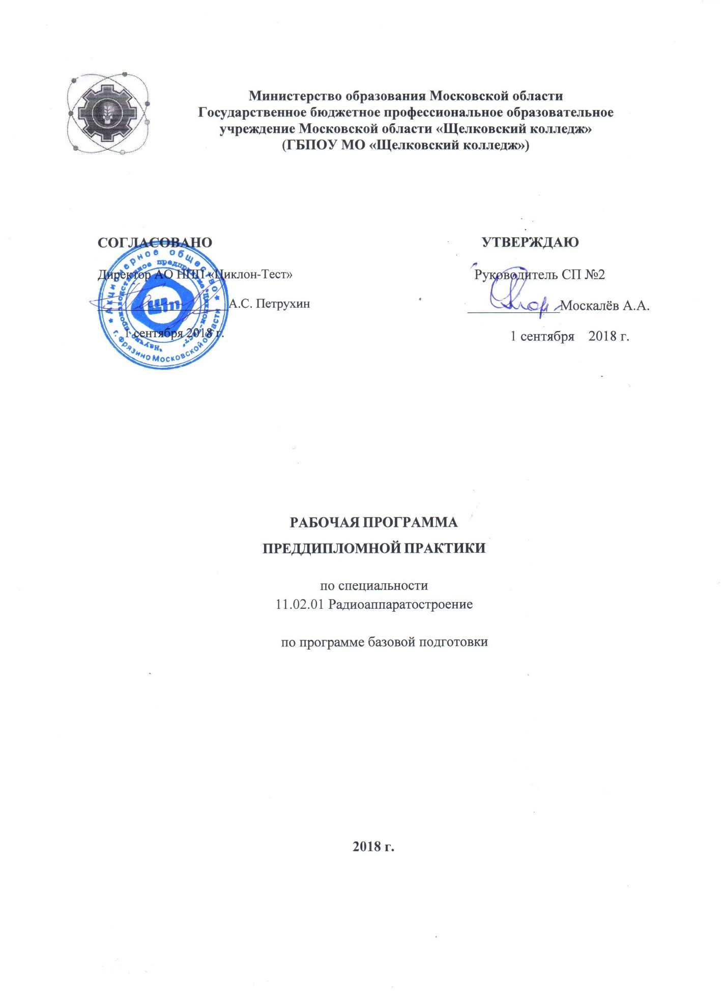 Министерство образования Московской области
Государственное бюджетное профессиональное образовательное
учреждение Московской области «Щелковский колледж»
(ГБПОУ МО «Щелковский колледж»)
СОГЛАСОВАНО
Директор АО НПП «Циклон-Тест»
А.С. Петрухин
1 сентября 2018 г.
* Акционерное общество *
г. Фрязино Московской области
"Научно-производственное предприятие "Циклон-Тест"
УТВЕРЖДАЮ
Руководитель СП №2
Москалёв А.А.
1 сентября 2018 г.
РАБОЧАЯ ПРОГРАММА
ПРЕДДИПЛОМНОЙ ПРАКТИКИ
по специальности
11.02.01 Радиоаппаратостроение
по программе базовой подготовки
2018 г.